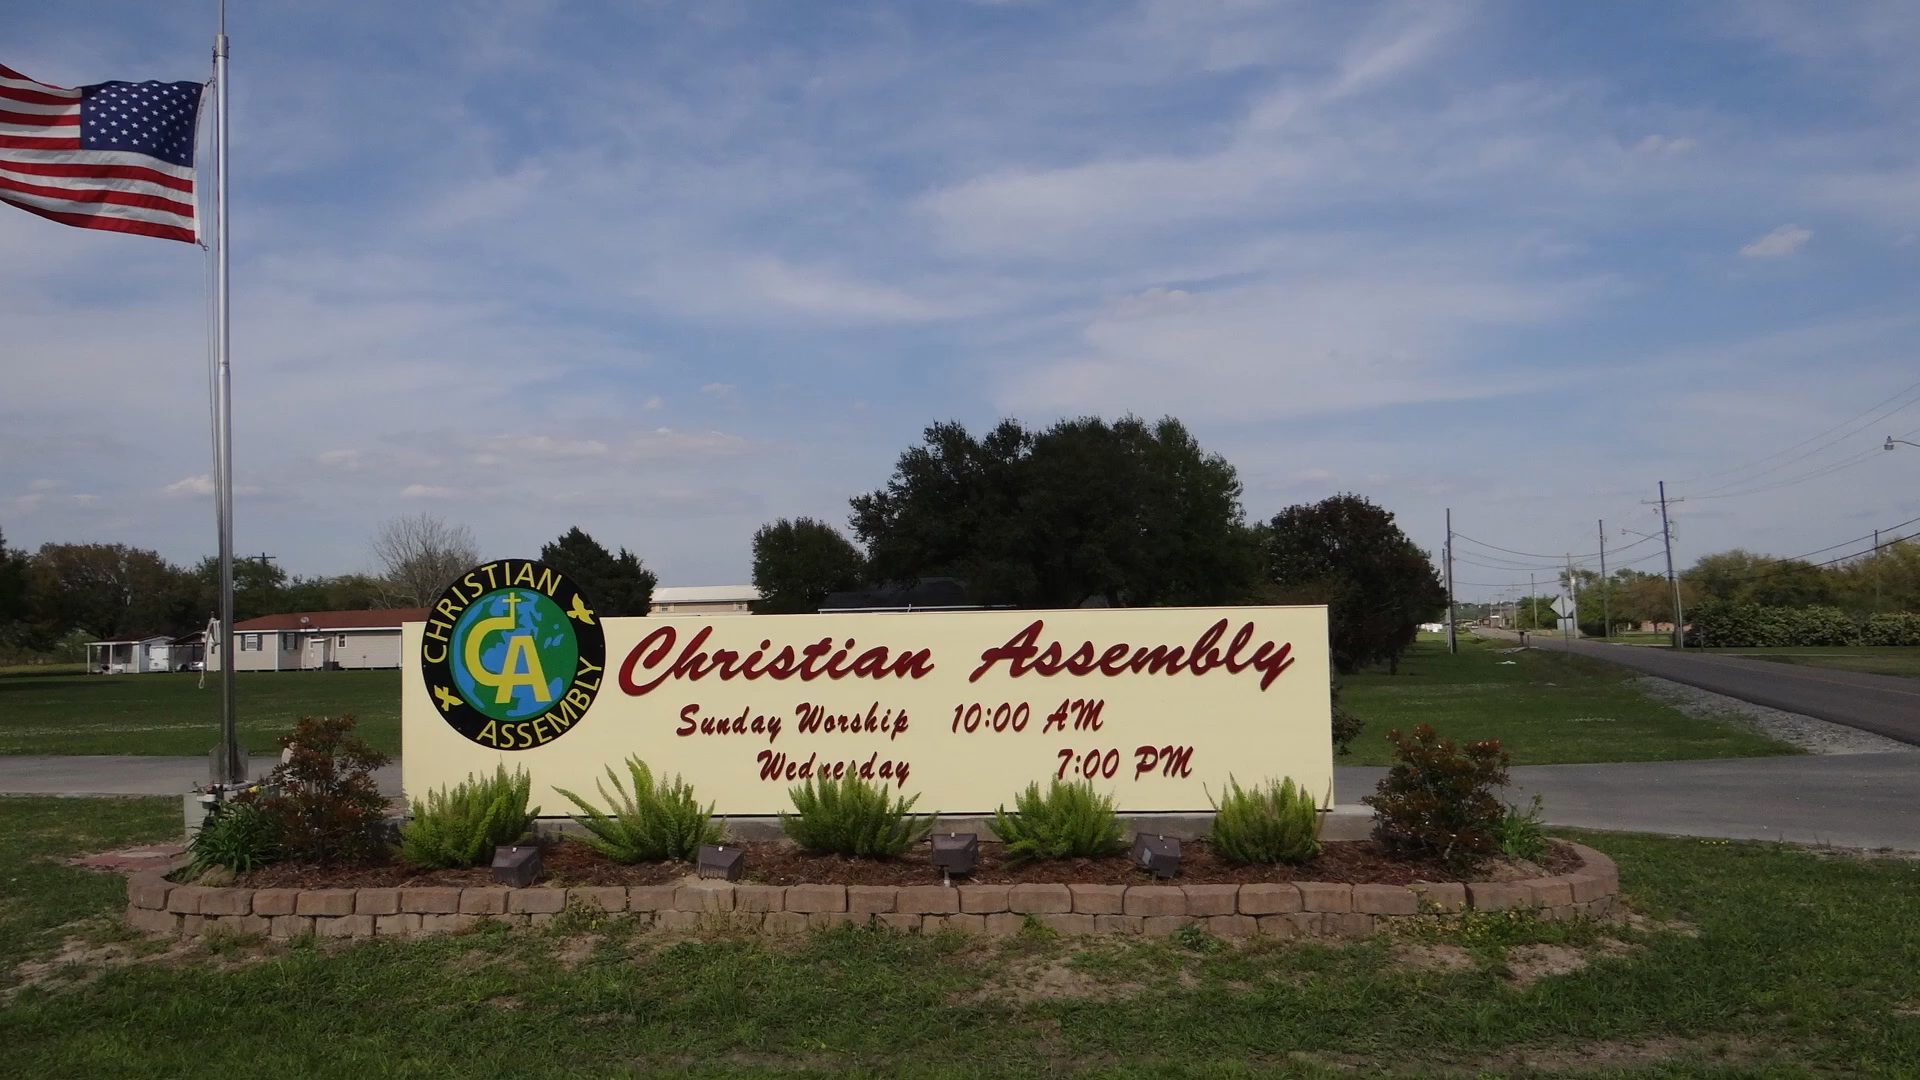 CHRISTIAN
CA
ASSEMBLY
Christian Assembly
Sunday Worship 10:00 AM
Wednesday 7:00 PM